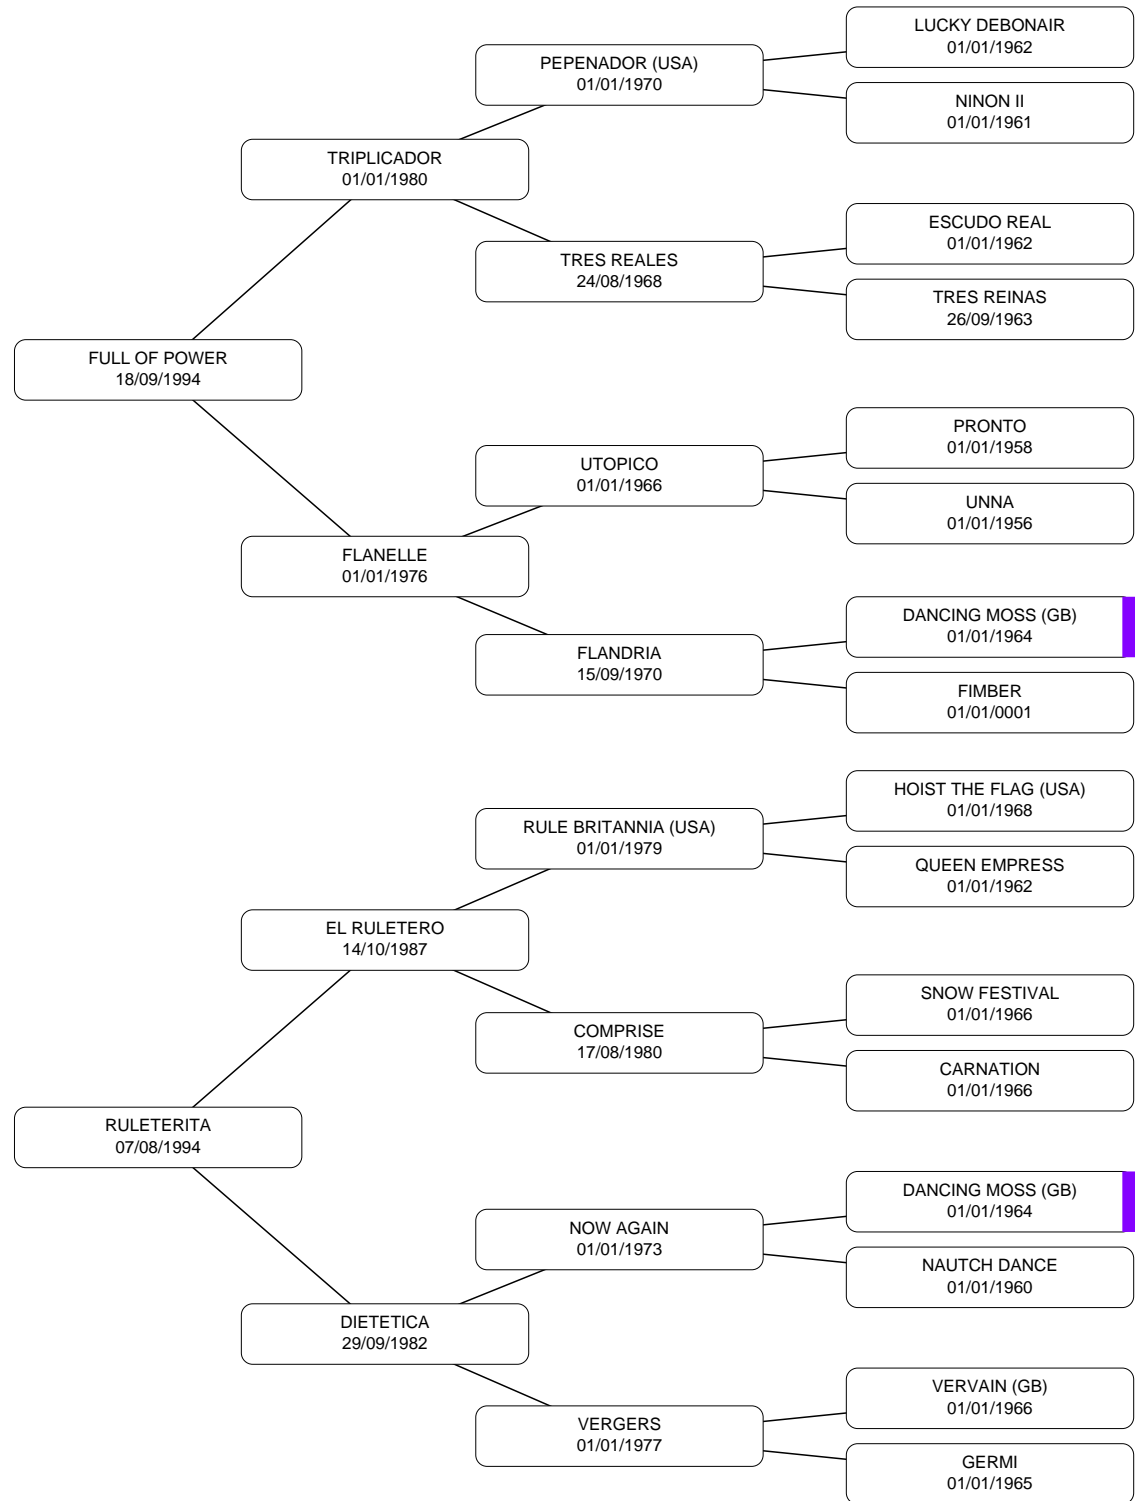 LUCKY DEBONAIR
01/01/1962
PEPENADOR (USA)
01/01/1970
NINON II
01/01/1961
TRIPLICADOR
01/01/1980
ESCUDO REAL
01/01/1962
TRES REALES
24/08/1968
TRES REINAS
26/09/1963
FULL OF POWER
18/09/1994
PRONTO
01/01/1958
UTOPICO
01/01/1966
UNNA
01/01/1956
FLANELLE
01/01/1976
DANCING MOSS (GB)
01/01/1964
FLANDRIA
15/09/1970
FIMBER
01/01/0001
HOIST THE FLAG (USA)
01/01/1968
RULE BRITANNIA (USA)
01/01/1979
QUEEN EMPRESS
01/01/1962
EL RULETERO
14/10/1987
SNOW FESTIVAL
01/01/1966
COMPRISE
17/08/1980
CARNATION
01/01/1966
RULETERITA
07/08/1994
DANCING MOSS (GB)
01/01/1964
NOW AGAIN
01/01/1973
NAUTCH DANCE
01/01/1960
DIETETICA
29/09/1982
VERVAIN (GB)
01/01/1966
VERGERS
01/01/1977
GERMI
01/01/1965